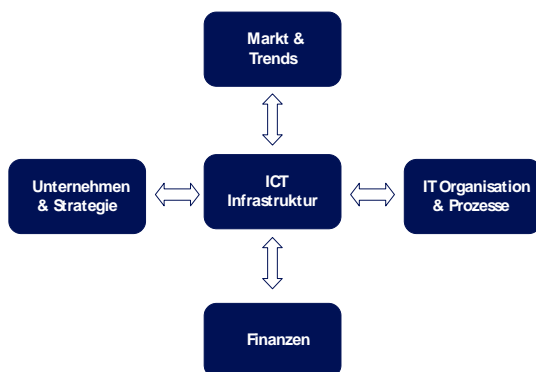 Markt &
Trends
Unternehmen
& Strategie
ICT
Infrastruktur
IT Organisation
& Prozesse
Finanzen